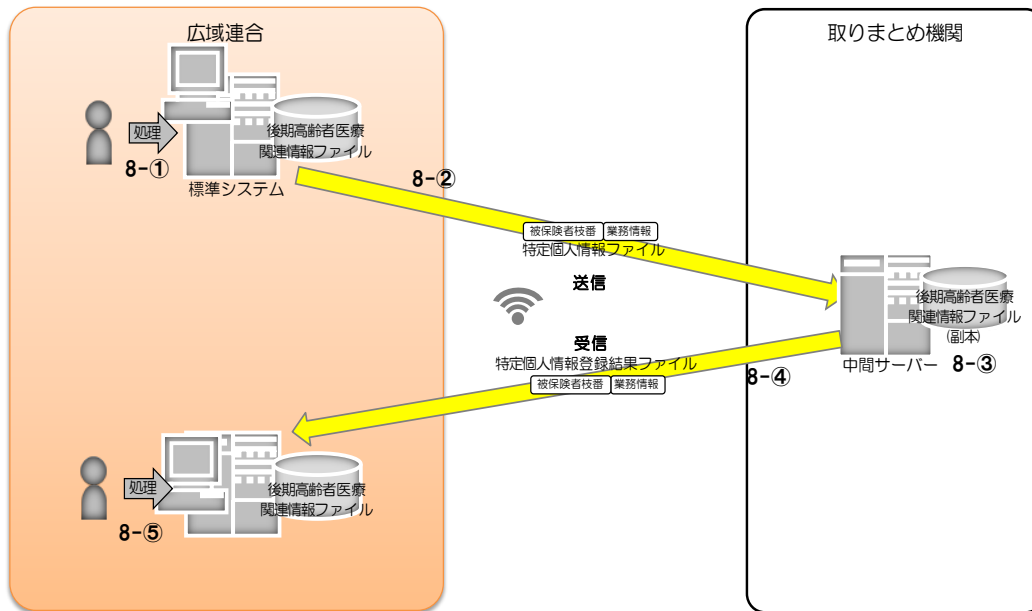 広域連合
取りまとめ機関
処理
8-①
後期高齢者医療
関連情報ファイル
標準システム
8-②
被保険者枝番 業務情報
特定個人情報ファイル
送信
後期高齢者医療
関連情報ファイル
(副本)
中間サーバー 8-③
受信
特定個人情報登録結果ファイル
被保険者枝番 業務情報
8-④
処理
8-⑤
後期高齢者医療
関連情報ファイル